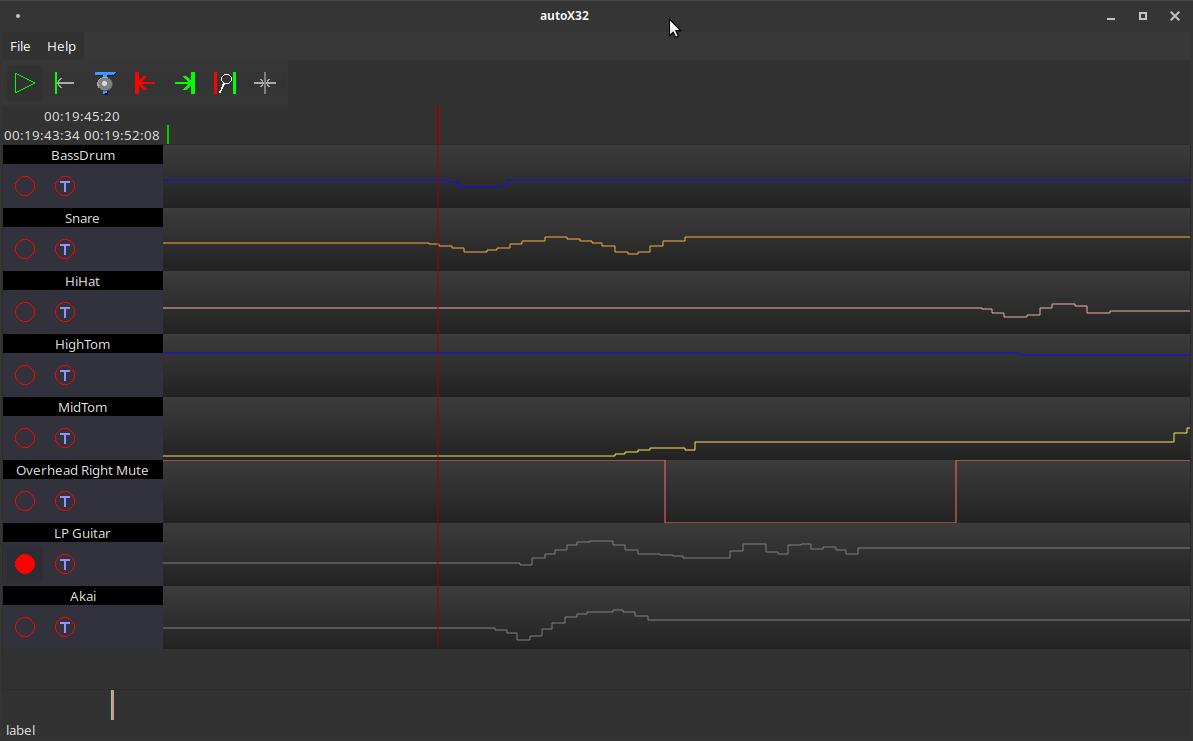 autoX32
File Help
00:19:45:20
00:19:43:34 00:19:52:08
BassDrum
T
Snare
T
HiHat
T
HighTom
T
MidTom
T
Overhead Right Mute
T
LP Guitar
T
Akai
T
label